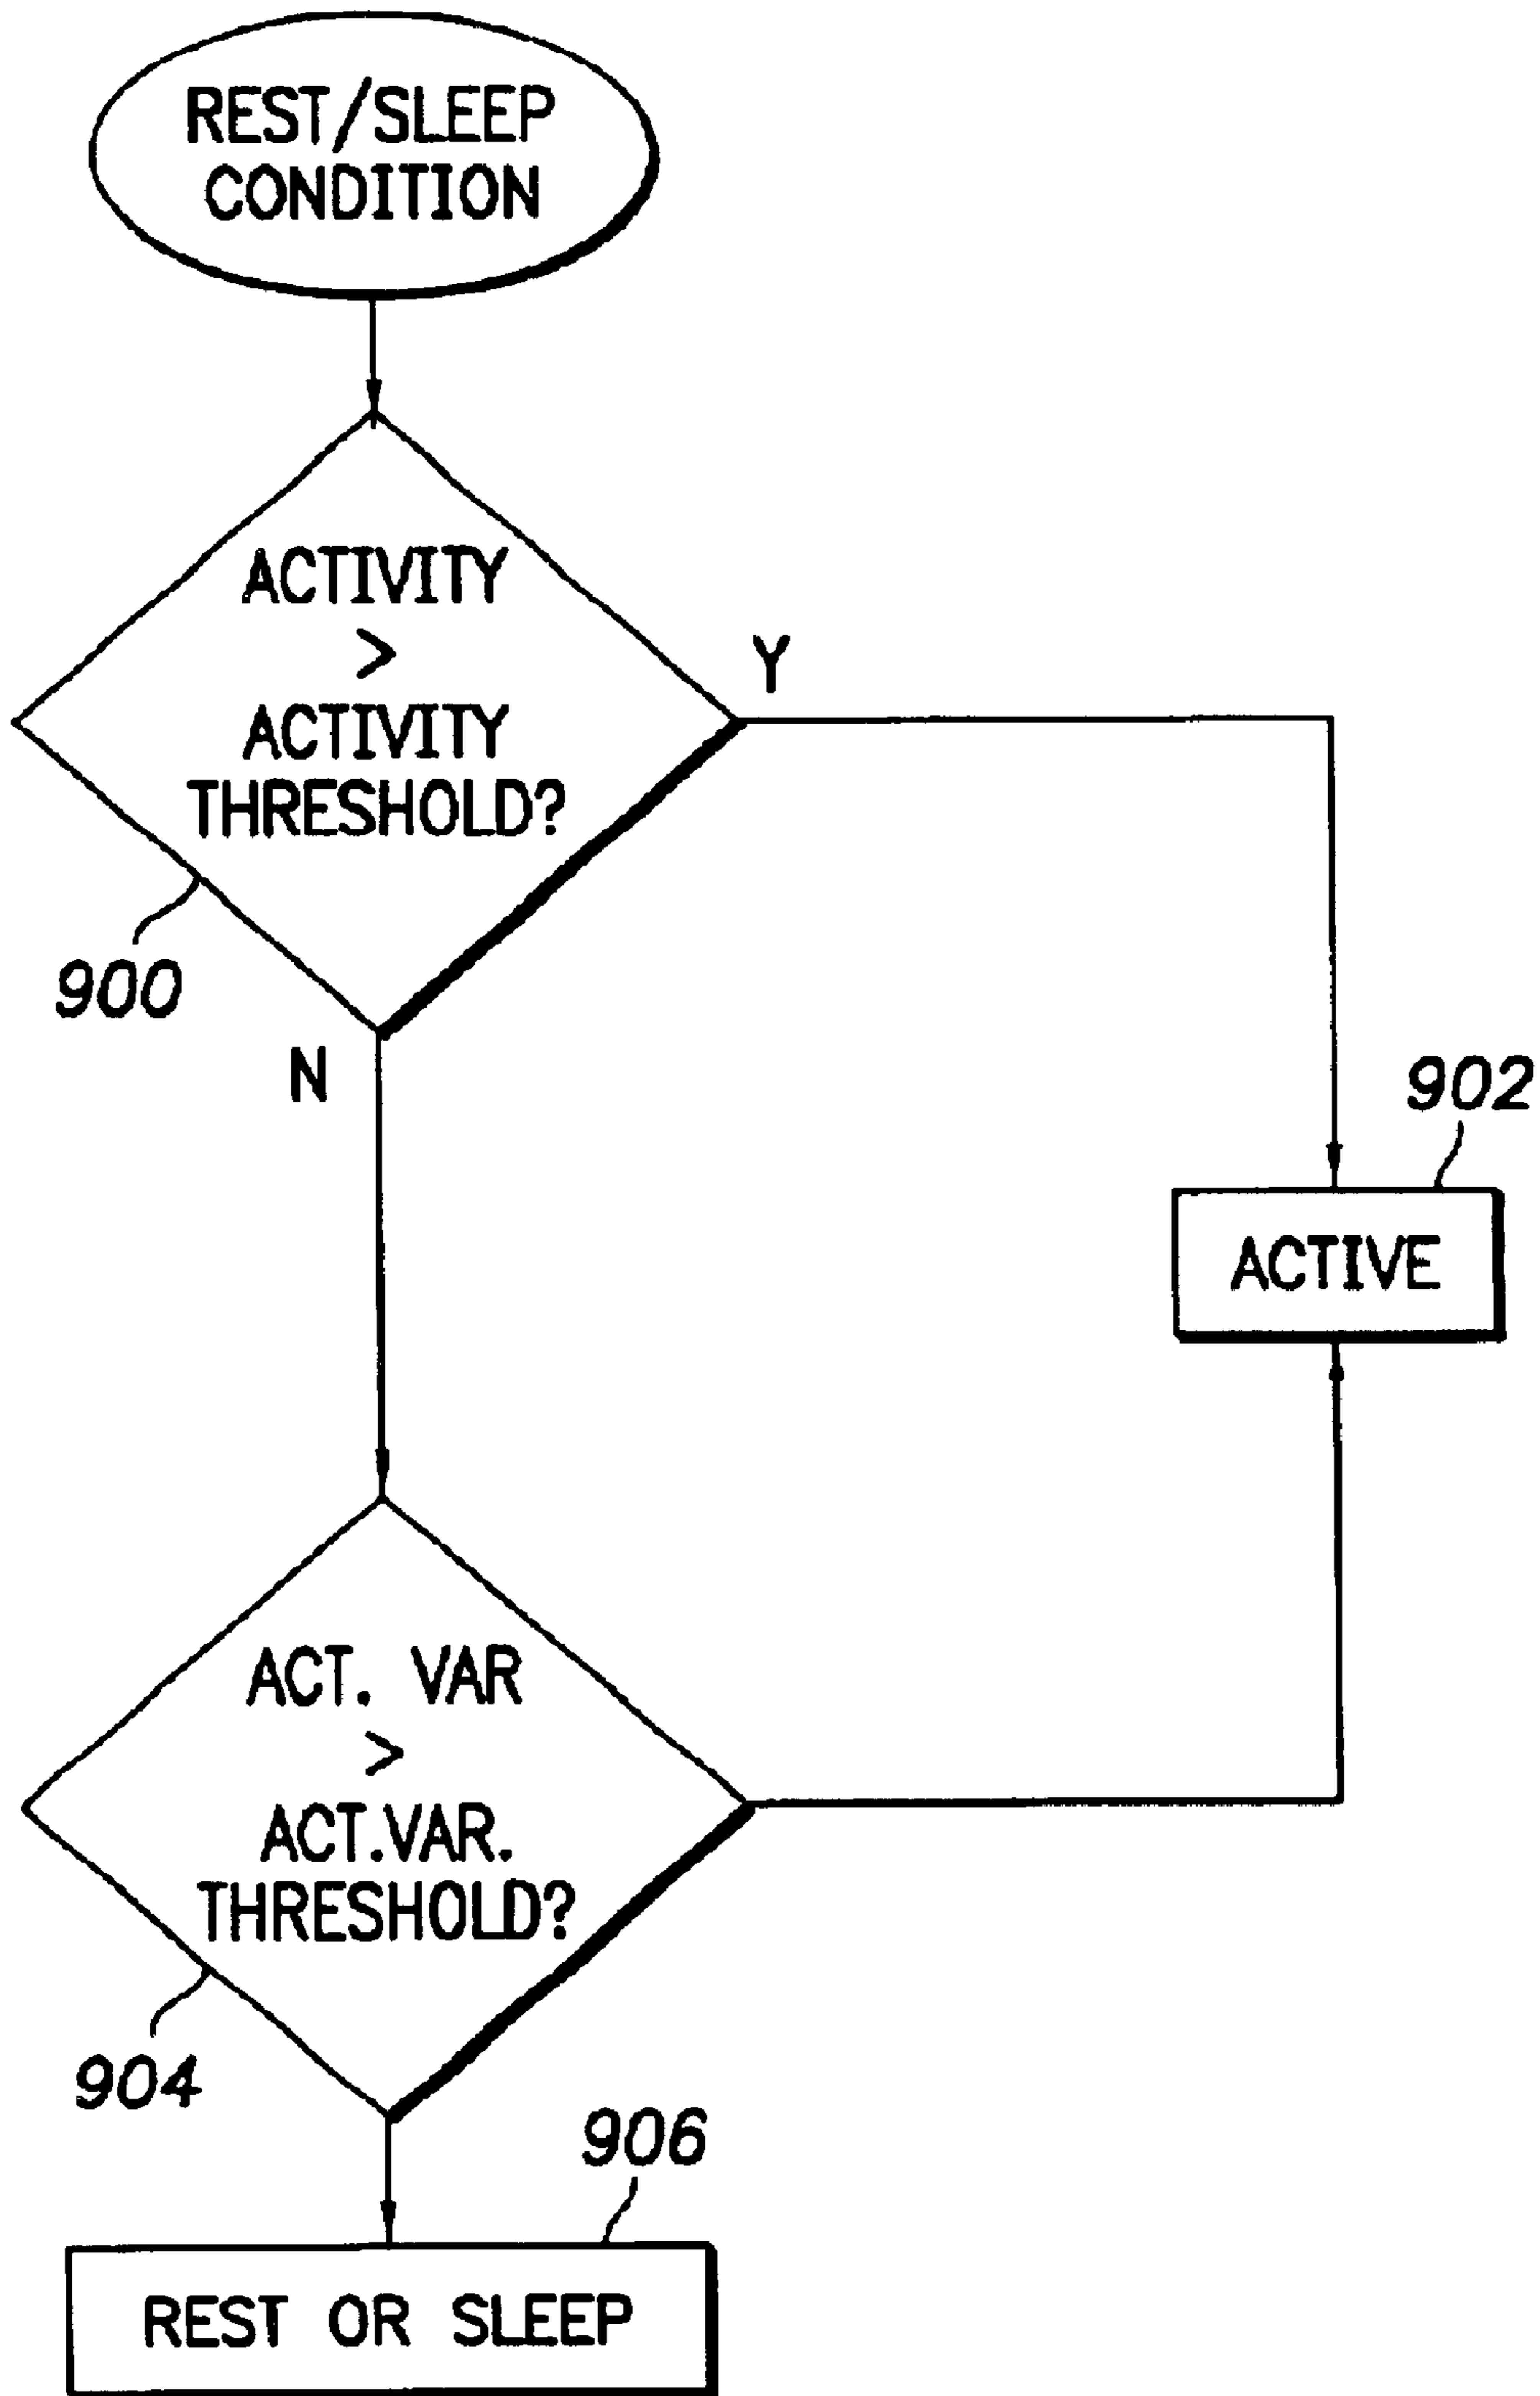 REST/SLEEP
CONDITION
ACTIVITY
>
ACTIVITY
THRESHOLD?
Y
900
N
902
ACTIVE
ACT. VAR
>
ACT.VAR.
THRESHOLD?
904
906
REST OR SLEEP